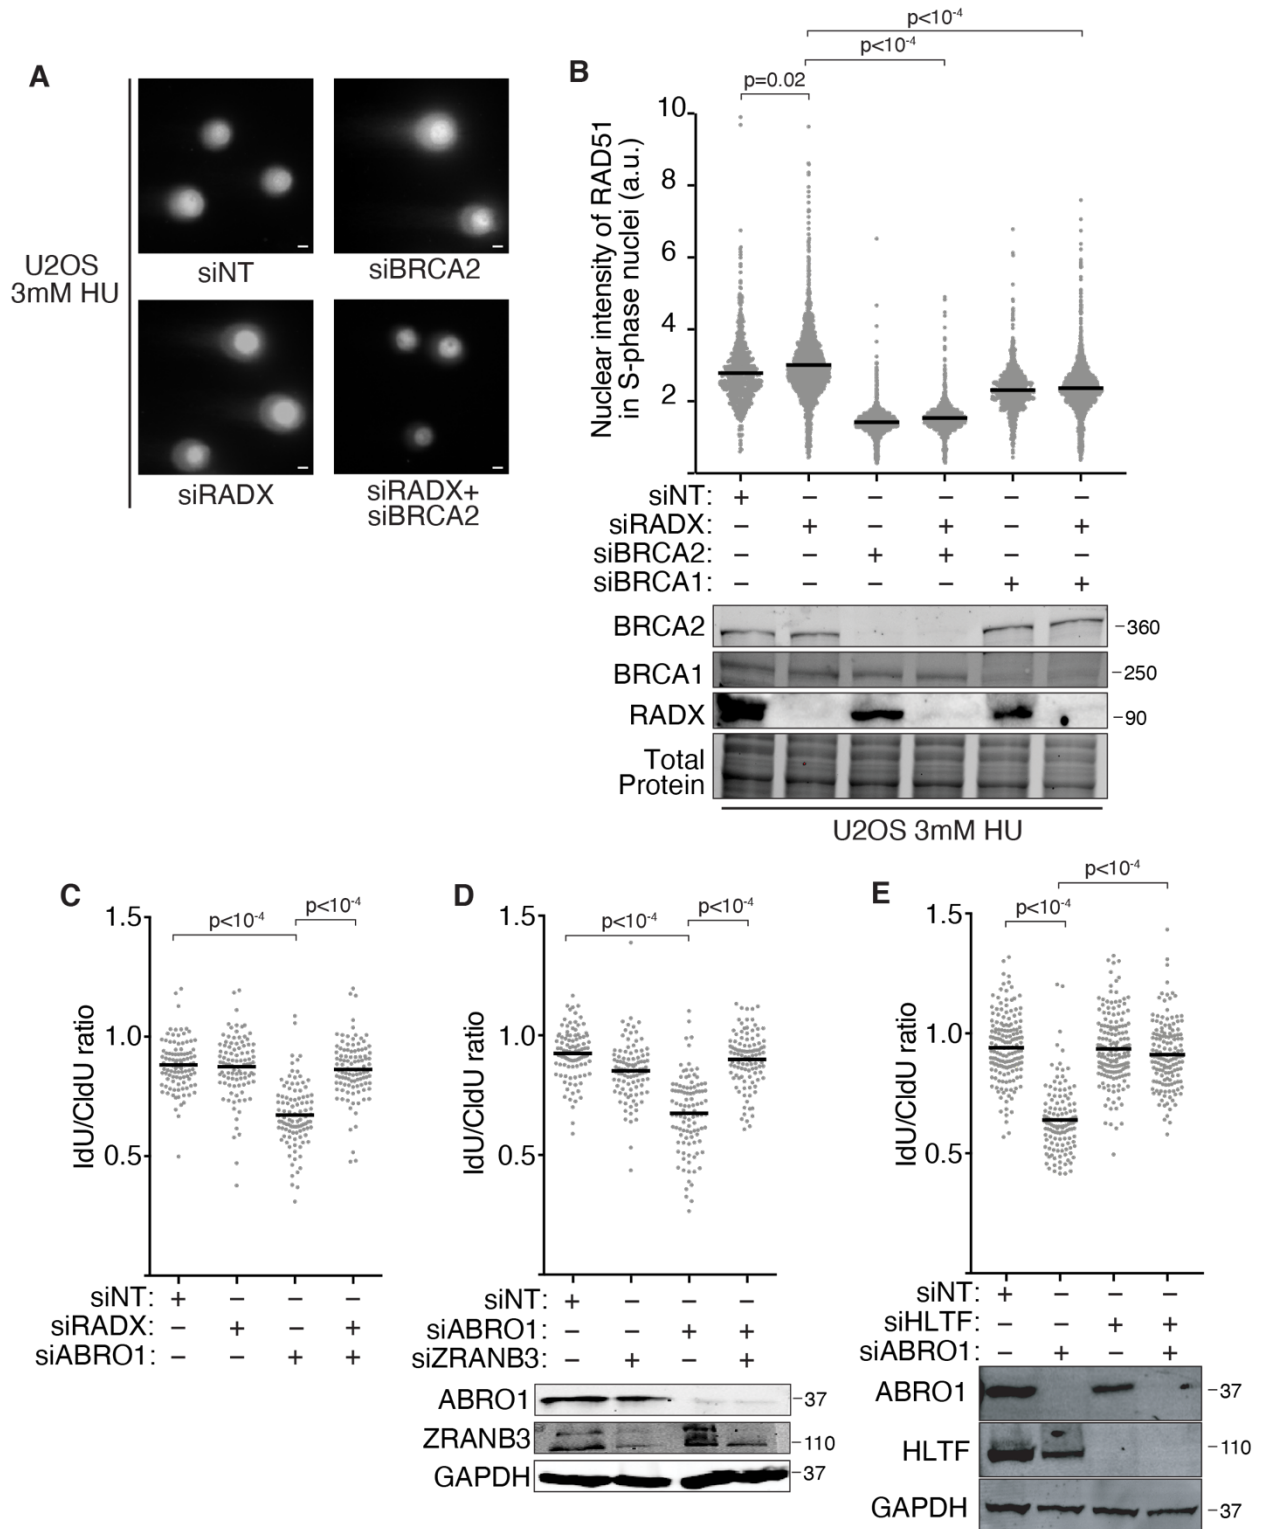 A
U2OS
3mM HU
siNT
siBRCA2
siRADX
siRADX+
siBRCA2
B
p<10-4
p<10-4
p=0.02
Nuclear intensity of RAD51
in S-phase nuclei (a.u.)
10
8
6
4
2
siNT: + − − − − −
siRADX: − + − + − +
siBRCA2: − − + + − −
siBRCA1: − − − − + +
BRCA2 -360
BRCA1 -250
RADX -90
Total
Protein
U2OS 3mM HU
C
p<10-4
p<10-4
IdU/CldU ratio
1.5
1.0
0.5
siNT: + − − −
siRADX: − + − +
siABRO1: − − + +
D
p<10-4
p<10-4
IdU/CldU ratio
1.5
1.0
0.5
siNT: + − − −
siABRO1: − − + +
siZRANB3: − + − +
ABRO1 -37
ZRANB3 -110
GAPDH -37
E
p<10-4
p<10-4
IdU/CldU ratio
1.5
1.0
0.5
siNT: + − − −
siHLTF: − − + +
siABRO1: − + − +
ABRO1 -37
HLTF -110
GAPDH -37